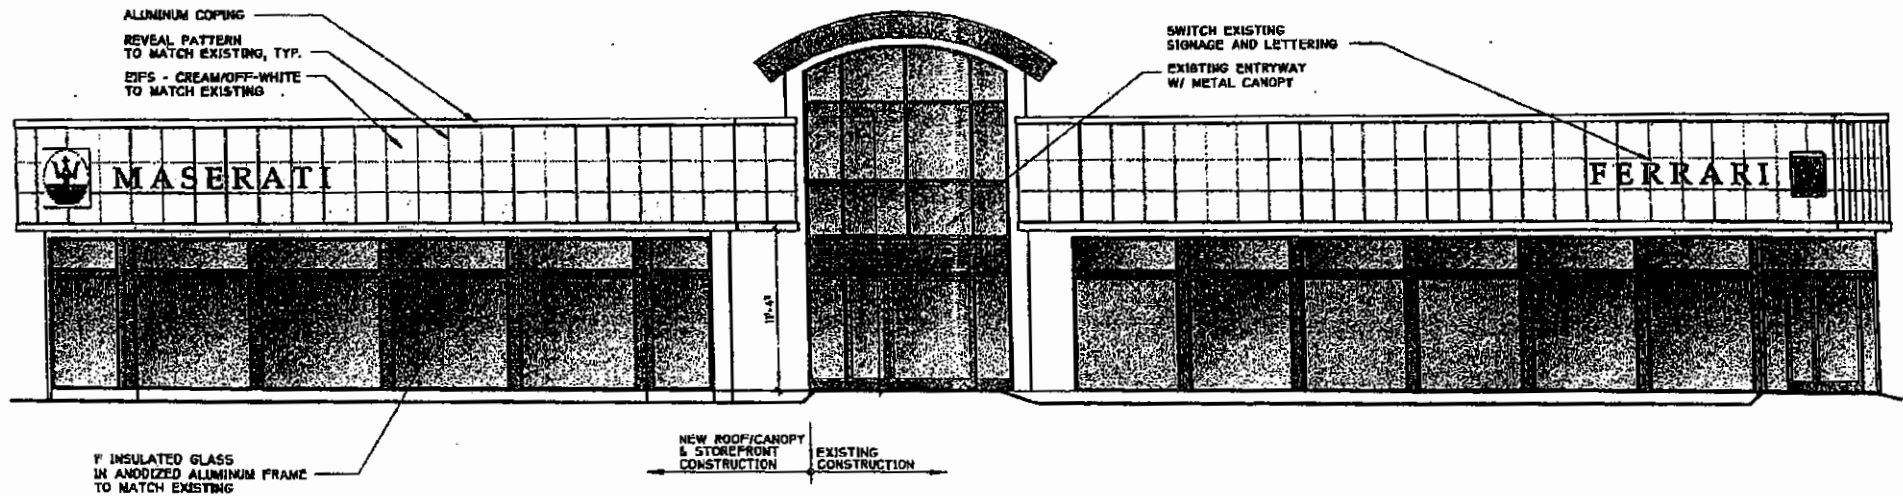 ALUMINUM COPING
REVEAL PATTERN
TO MATCH EXISTING, TYP.
EIFS - CREAM/OFF-WHITE
TO MATCH EXISTING
SWITCH EXISTING
SIGNAGE AND LETTERING
EXISTING ENTRYWAY
W/ METAL CANOPY
MASERATI
FERRARI
11'-4"
NEW ROOF/CANOPY
& STOREFRONT
CONSTRUCTION
EXISTING
CONSTRUCTION
1" INSULATED GLASS
IN ANODIZED ALUMINUM FRAME
TO MATCH EXISTING